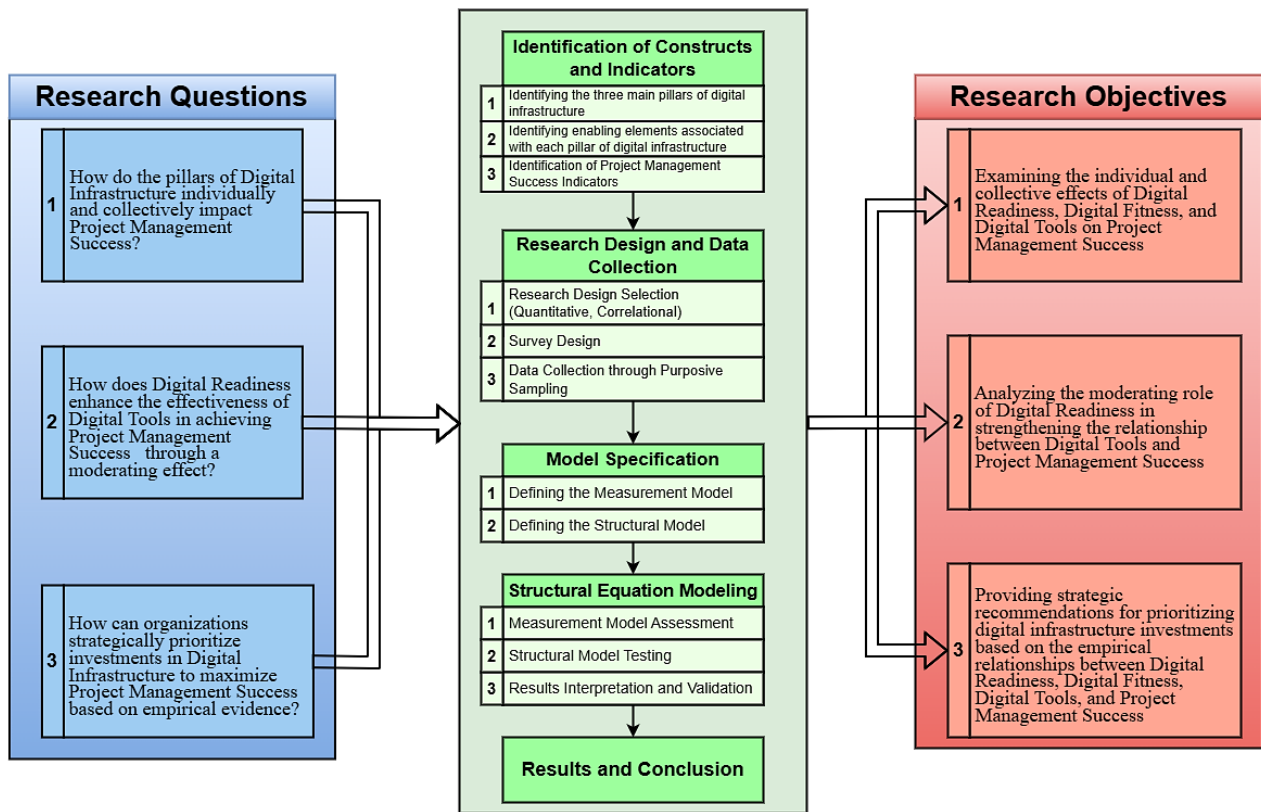 Research Questions
1
How do the pillars of Digital
Infrastructure individually
and collectively impact
Project Management
Success?
2
How does Digital Readiness
enhance the effectiveness of
Digital Tools in achieving
Project Management
Success through a
moderating effect?
3
How can organizations
strategically prioritize
investments in Digital
Infrastructure to maximize
Project Management Success
based on empirical evidence?
Identification of Constructs
and Indicators
1
Identifying the three main pillars of digital
infrastructure
2
Identifying enabling elements associated
with each pillar of digital infrastructure
3
Identification of Project Management
Success Indicators
Research Design and Data
Collection
1
Research Design Selection
(Quantitative, Correlational)
2
Survey Design
3
Data Collection through Purposive
Sampling
Model Specification
1
Defining the Measurement Model
2
Defining the Structural Model
Structural Equation Modeling
1
Measurement Model Assessment
2
Structural Model Testing
3
Results Interpretation and Validation
Results and Conclusion
Research Objectives
1
Examining the individual and
collective effects of Digital
Readiness, Digital Fitness, and
Digital Tools on Project
Management Success
2
Analyzing the moderating role
of Digital Readiness in
strengthening the relationship
between Digital Tools and
Project Management Success
3
Providing strategic
recommendations for prioritizing
digital infrastructure investments
based on the empirical
relationships between Digital
Readiness, Digital Fitness,
Digital Tools, and Project
Management Success